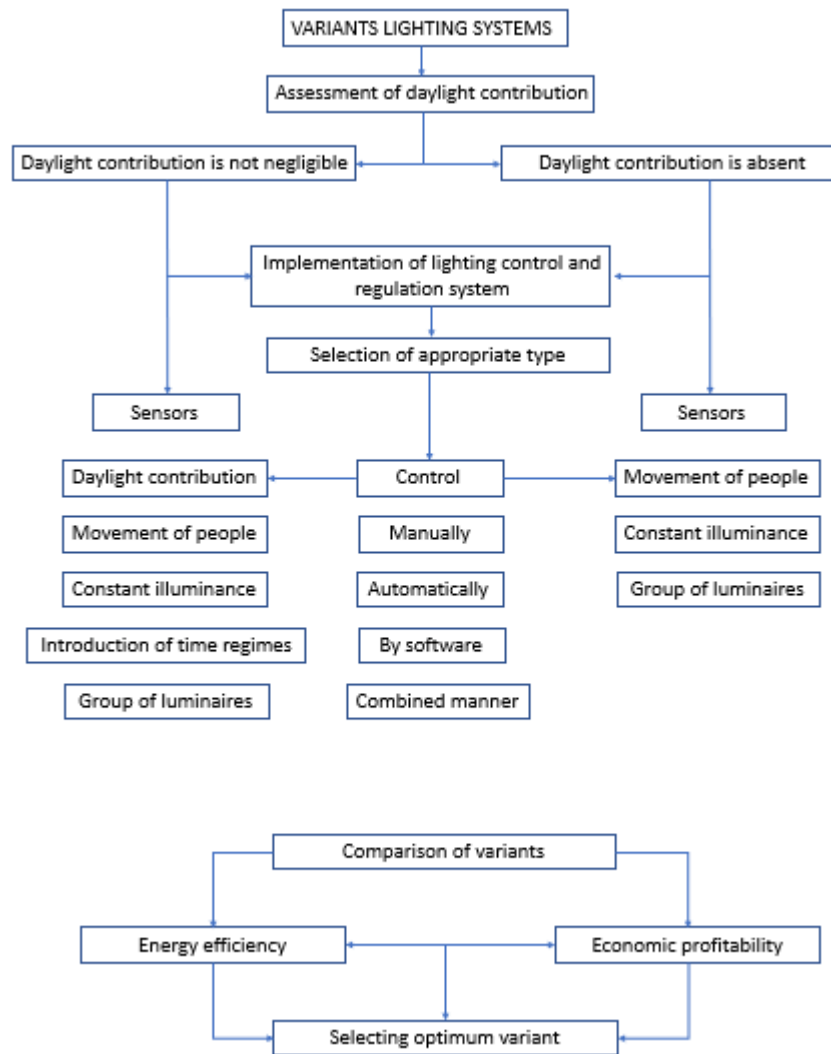 VARIANTS LIGHTING SYSTEMS
Assessment of daylight contribution
Daylight contribution is not negligible
Daylight contribution is absent
Implementation of lighting control and
regulation system
Selection of appropriate type
Sensors
Sensors
Daylight contribution
Control
Movement of people
Movement of people
Manually
Constant illuminance
Constant illuminance
Automatically
Group of luminaires
Introduction of time regimes
By software
Group of luminaires
Combined manner
Comparison of variants
Energy efficiency
Economic profitability
Selecting optimum variant